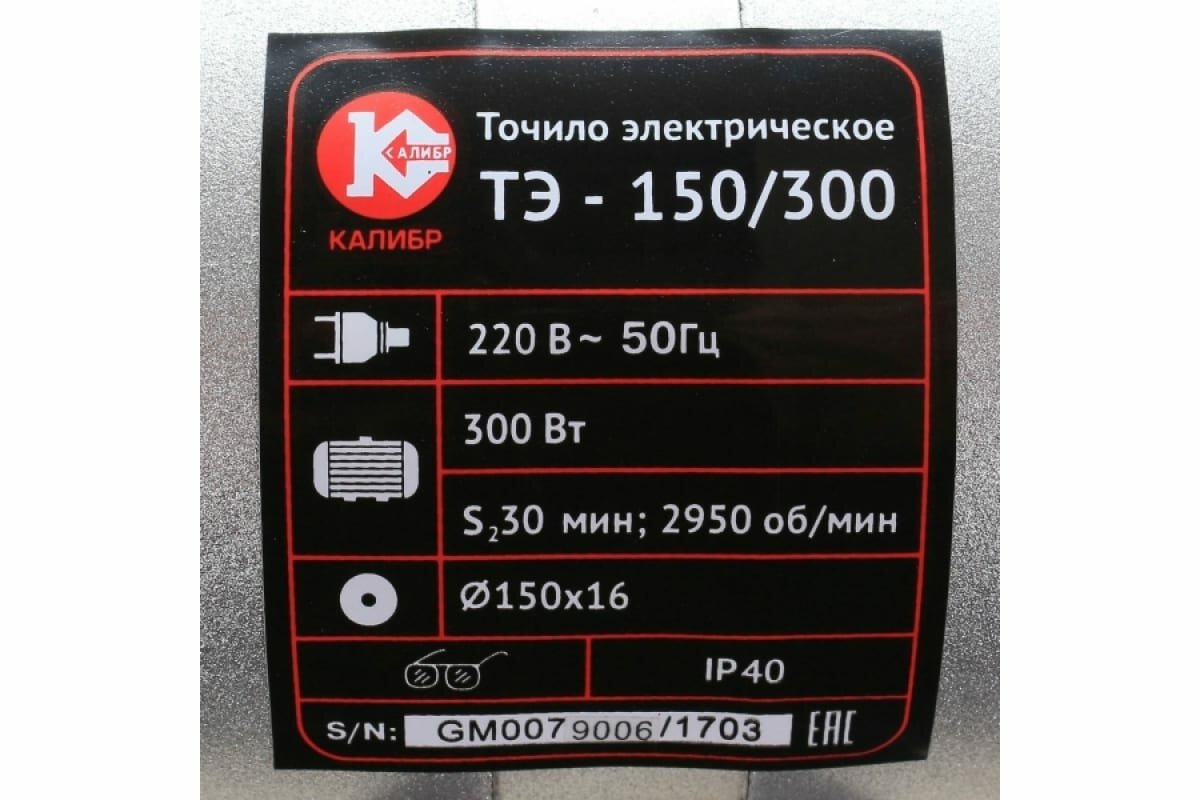 Точило электрическое
КАЛИБР
ТЭ - 150/300
КАЛИБР
220 В~ 50Гц
300 Вт
S₂30 мин; 2950 об/мин
Ø150x16
IP40
S/N: GM0079006/1703 EAC